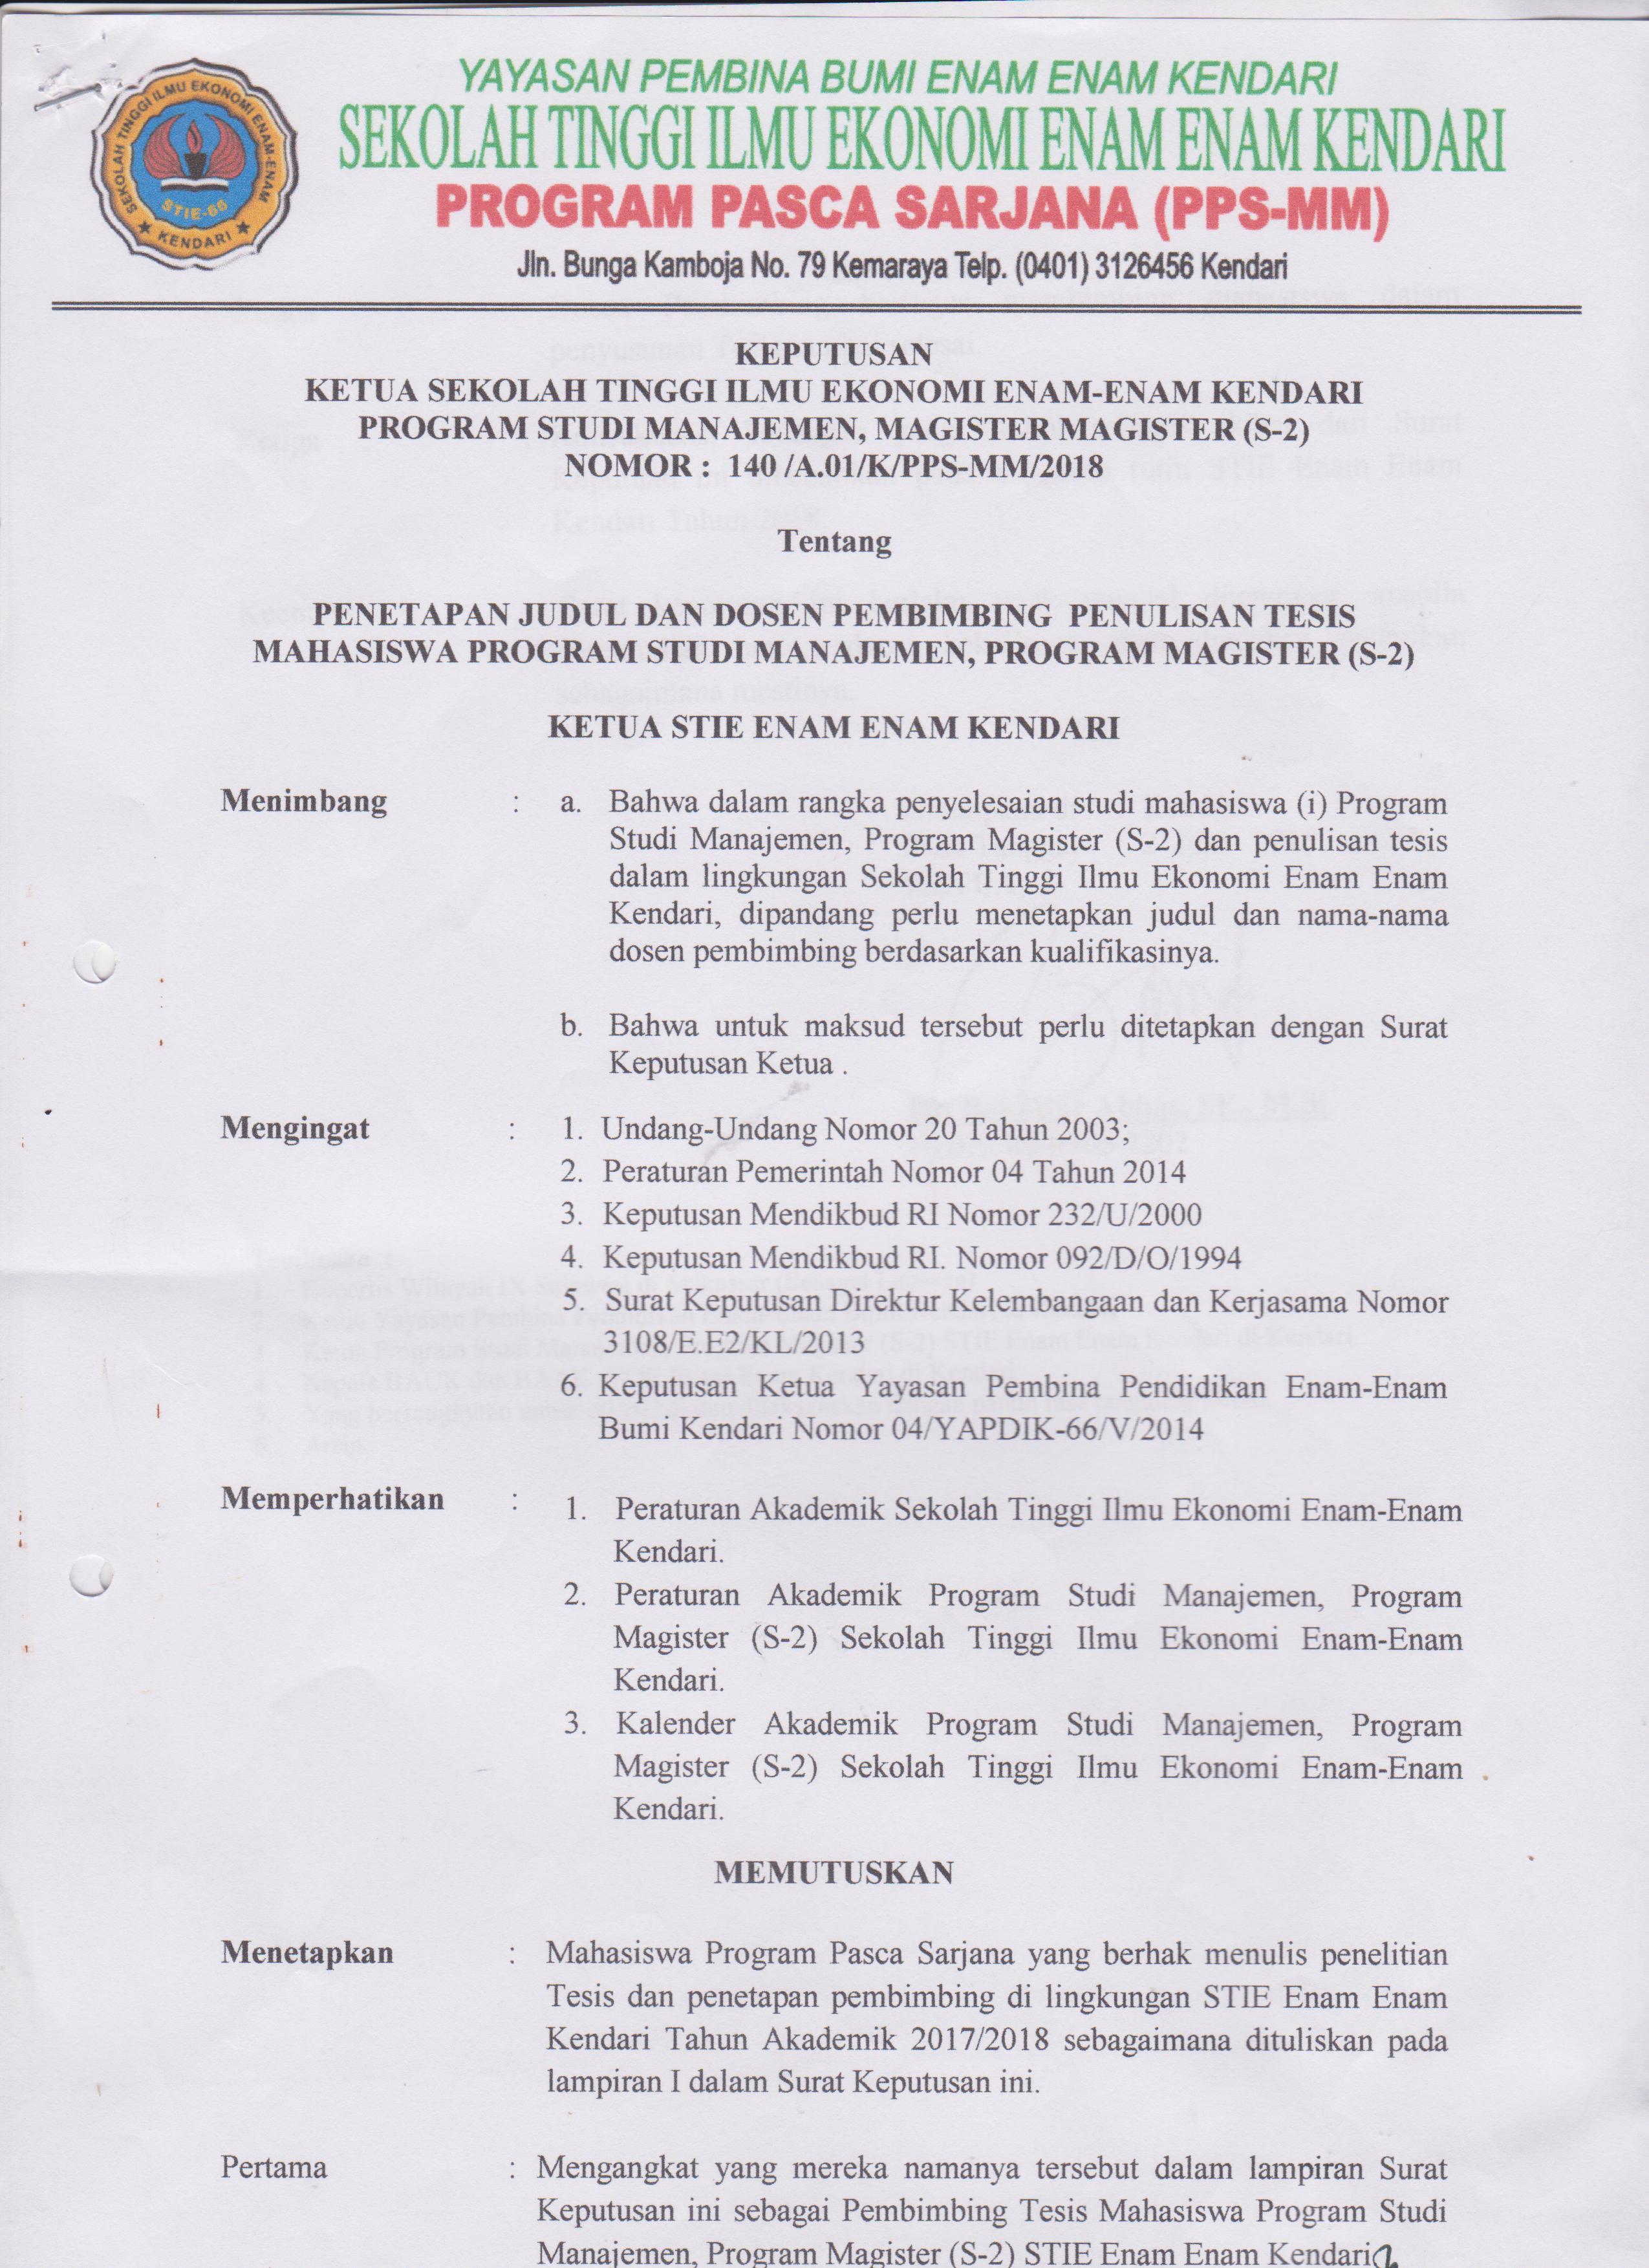 YAYASAN PEMBINA BUMI ENAM ENAM KENDARI
SEKOLAH TINGGI ILMU EKONOMI ENAM ENAM KENDARI
PROGRAM PASCA SARJANA (PPS-MM)
Jln. Bunga Kamboja No. 79 Kemaraya Telp. (0401) 3126456 Kendari
SEKOLAH TINGGI ILMU EKONOMI ENAM-ENAM
STIE-66
KENDARI
KEPUTUSAN
KETUA SEKOLAH TINGGI ILMU EKONOMI ENAM-ENAM KENDARI
PROGRAM STUDI MANAJEMEN, MAGISTER MAGISTER (S-2)
NOMOR : 140 /A.01/K/PPS-MM/2018
Tentang
PENETAPAN JUDUL DAN DOSEN PEMBIMBING PENULISAN TESIS
MAHASISWA PROGRAM STUDI MANAJEMEN, PROGRAM MAGISTER (S-2)
KETUA STIE ENAM ENAM KENDARI
Menimbang : a. Bahwa dalam rangka penyelesaian studi mahasiswa (i) Program
Studi Manajemen, Program Magister (S-2) dan penulisan tesis
dalam lingkungan Sekolah Tinggi Ilmu Ekonomi Enam Enam
Kendari, dipandang perlu menetapkan judul dan nama-nama
dosen pembimbing berdasarkan kualifikasinya.
b. Bahwa untuk maksud tersebut perlu ditetapkan dengan Surat
Keputusan Ketua .
Mengingat : 1. Undang-Undang Nomor 20 Tahun 2003;
2. Peraturan Pemerintah Nomor 04 Tahun 2014
3. Keputusan Mendikbud RI Nomor 232/U/2000
4. Keputusan Mendikbud RI. Nomor 092/D/O/1994
5. Surat Keputusan Direktur Kelembangaan dan Kerjasama Nomor
3108/E.E2/KL/2013
6. Keputusan Ketua Yayasan Pembina Pendidikan Enam-Enam
Bumi Kendari Nomor 04/YAPDIK-66/V/2014
Memperhatikan : 1. Peraturan Akademik Sekolah Tinggi Ilmu Ekonomi Enam-Enam
Kendari.
2. Peraturan Akademik Program Studi Manajemen, Program
Magister (S-2) Sekolah Tinggi Ilmu Ekonomi Enam-Enam
Kendari.
3. Kalender Akademik Program Studi Manajemen, Program
Magister (S-2) Sekolah Tinggi Ilmu Ekonomi Enam-Enam
Kendari.
MEMUTUSKAN
Menetapkan : Mahasiswa Program Pasca Sarjana yang berhak menulis penelitian
Tesis dan penetapan pembimbing di lingkungan STIE Enam Enam
Kendari Tahun Akademik 2017/2018 sebagaimana dituliskan pada
lampiran I dalam Surat Keputusan ini.
Pertama : Mengangkat yang mereka namanya tersebut dalam lampiran Surat
Keputusan ini sebagai Pembimbing Tesis Mahasiswa Program Studi
Manajemen, Program Magister (S-2) STIE Enam Enam Kendari